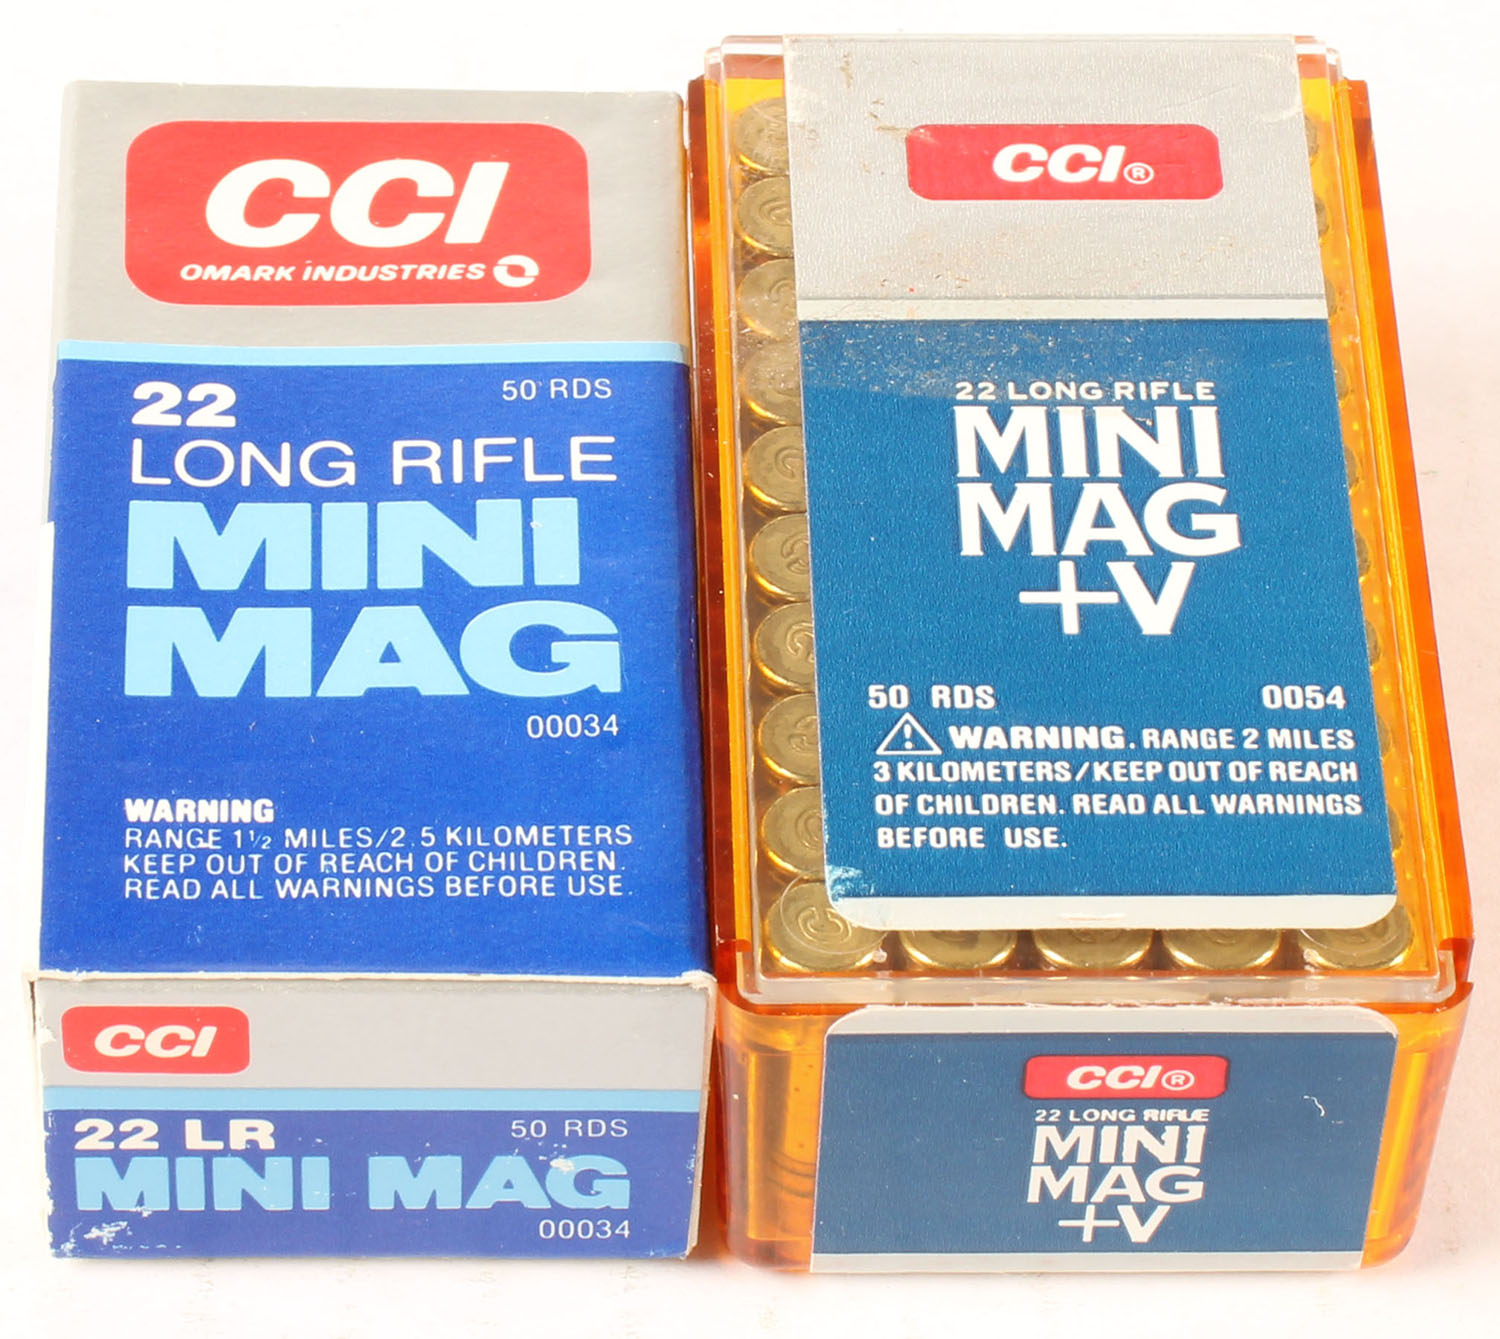 CCI
OMARK INDUSTRIES
22
50 RDS
LONG RIFLE
MINI
MAG
00034
WARNING
RANGE 1½ MILES/2.5 KILOMETERS
KEEP OUT OF REACH OF CHILDREN.
READ ALL WARNINGS BEFORE USE.
CCI
22 LR
50 RDS
MINI MAG
00034
CCI®
22 LONG RIFLE
MINI
MAG
+V
50 RDS 0054
⚠ WARNING. RANGE 2 MILES
3 KILOMETERS/KEEP OUT OF REACH
OF CHILDREN. READ ALL WARNINGS
BEFORE USE.
CCI®
22 LONG RIFLE
MINI
MAG
+V